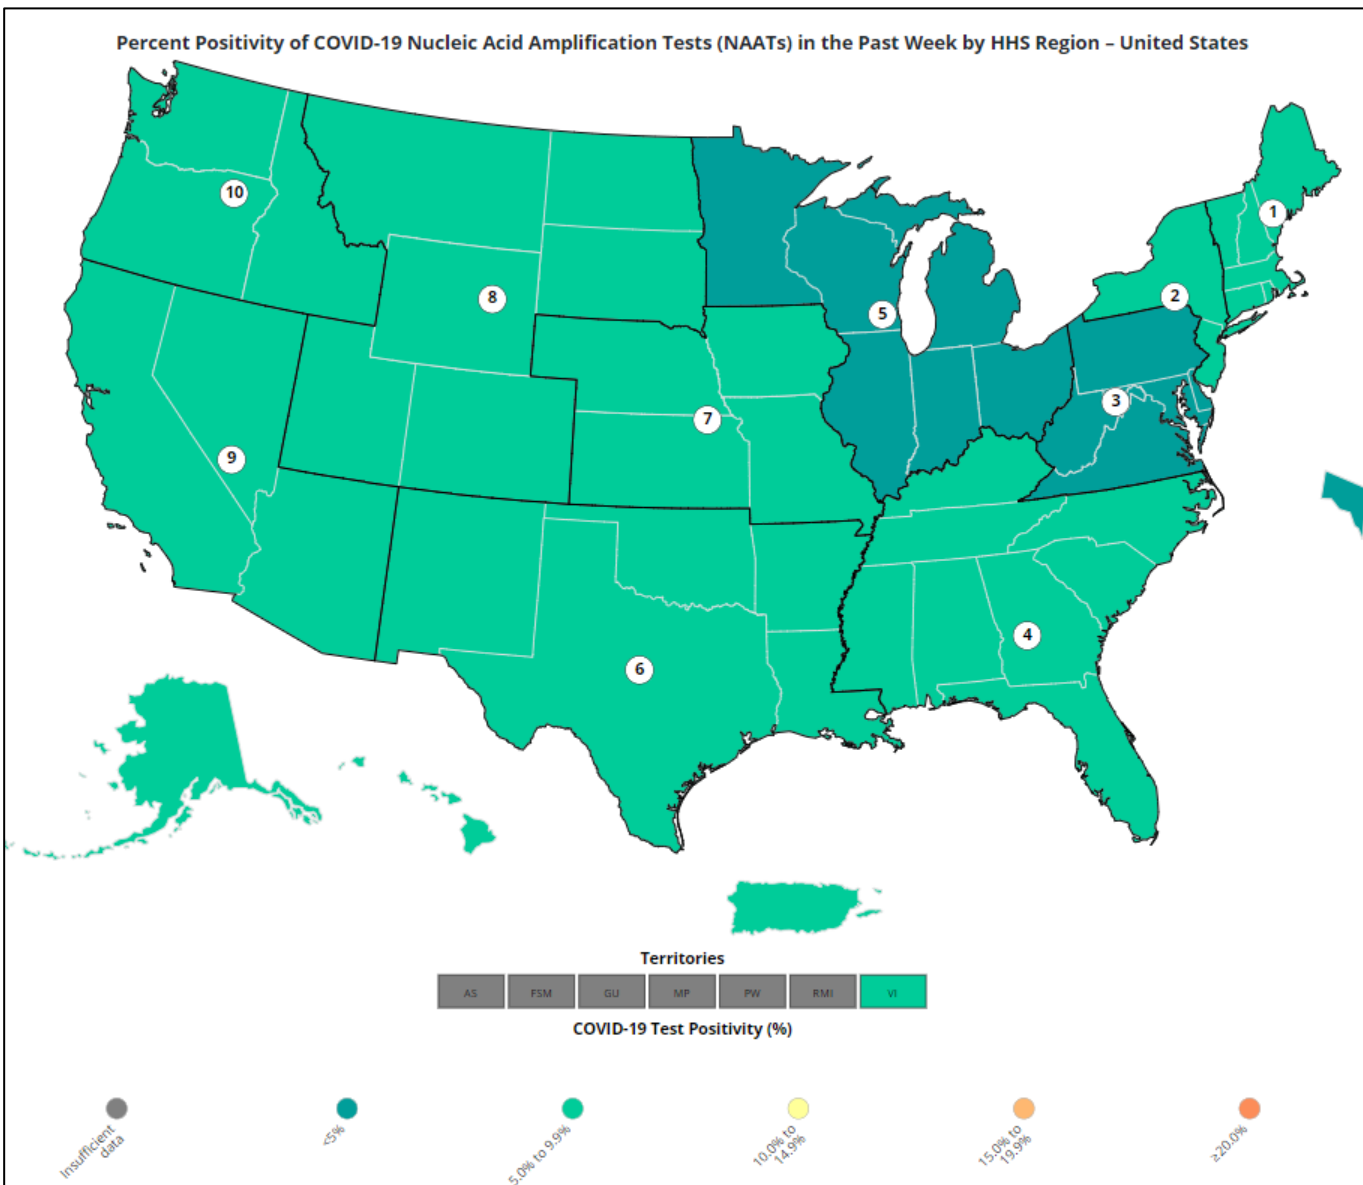 Percent Positivity of COVID-19 Nucleic Acid Amplification Tests (NAATs) in the Past Week by HHS Region – United States
10
1
8
2
5
3
7
9
4
6
Territories
AS FSM GU MP PW RMI VI
COVID-19 Test Positivity (%)
Insufficient
data
<5%
5.0% to 9.9%
10.0% to
14.9%
15.0% to
19.9%
≥20.0%